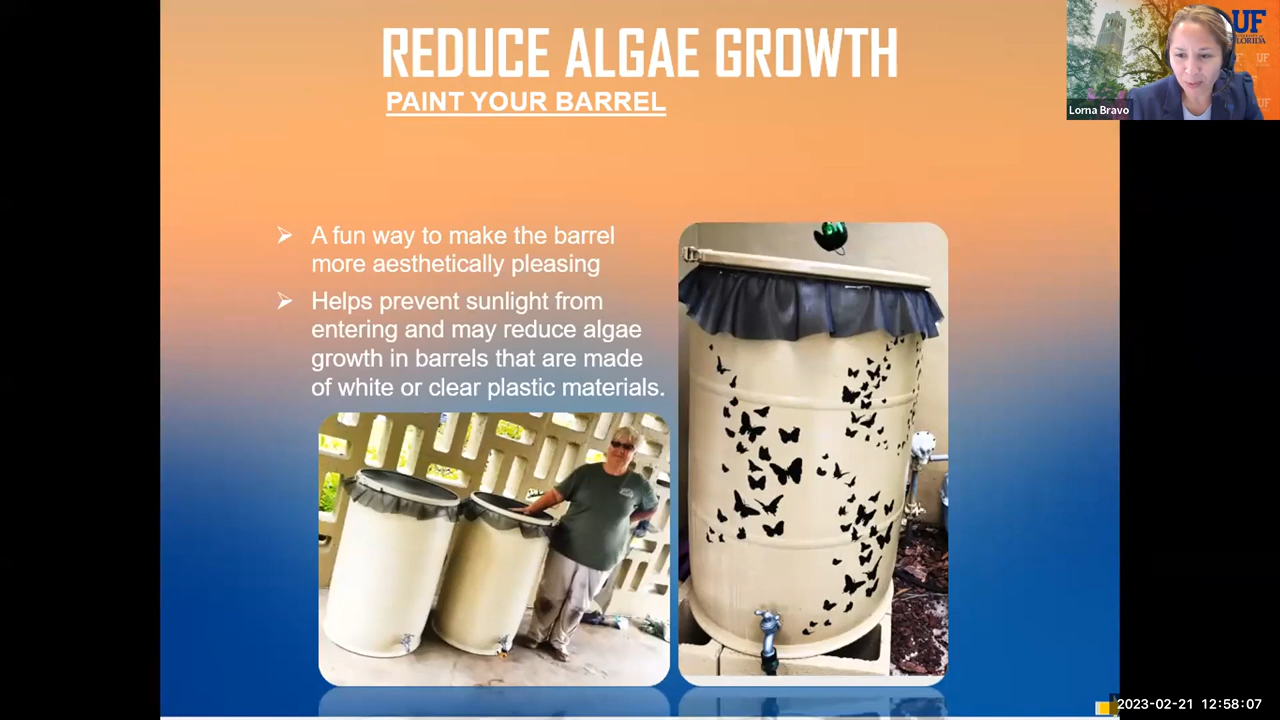 REDUCE ALGAE GROWTH
PAINT YOUR BARREL
UF
FLORIDA
UF
Lorna Bravo
➢ A fun way to make the barrel
more aesthetically pleasing
➢ Helps prevent sunlight from
entering and may reduce algae
growth in barrels that are made
of white or clear plastic materials.
2023-02-21 12:58:07